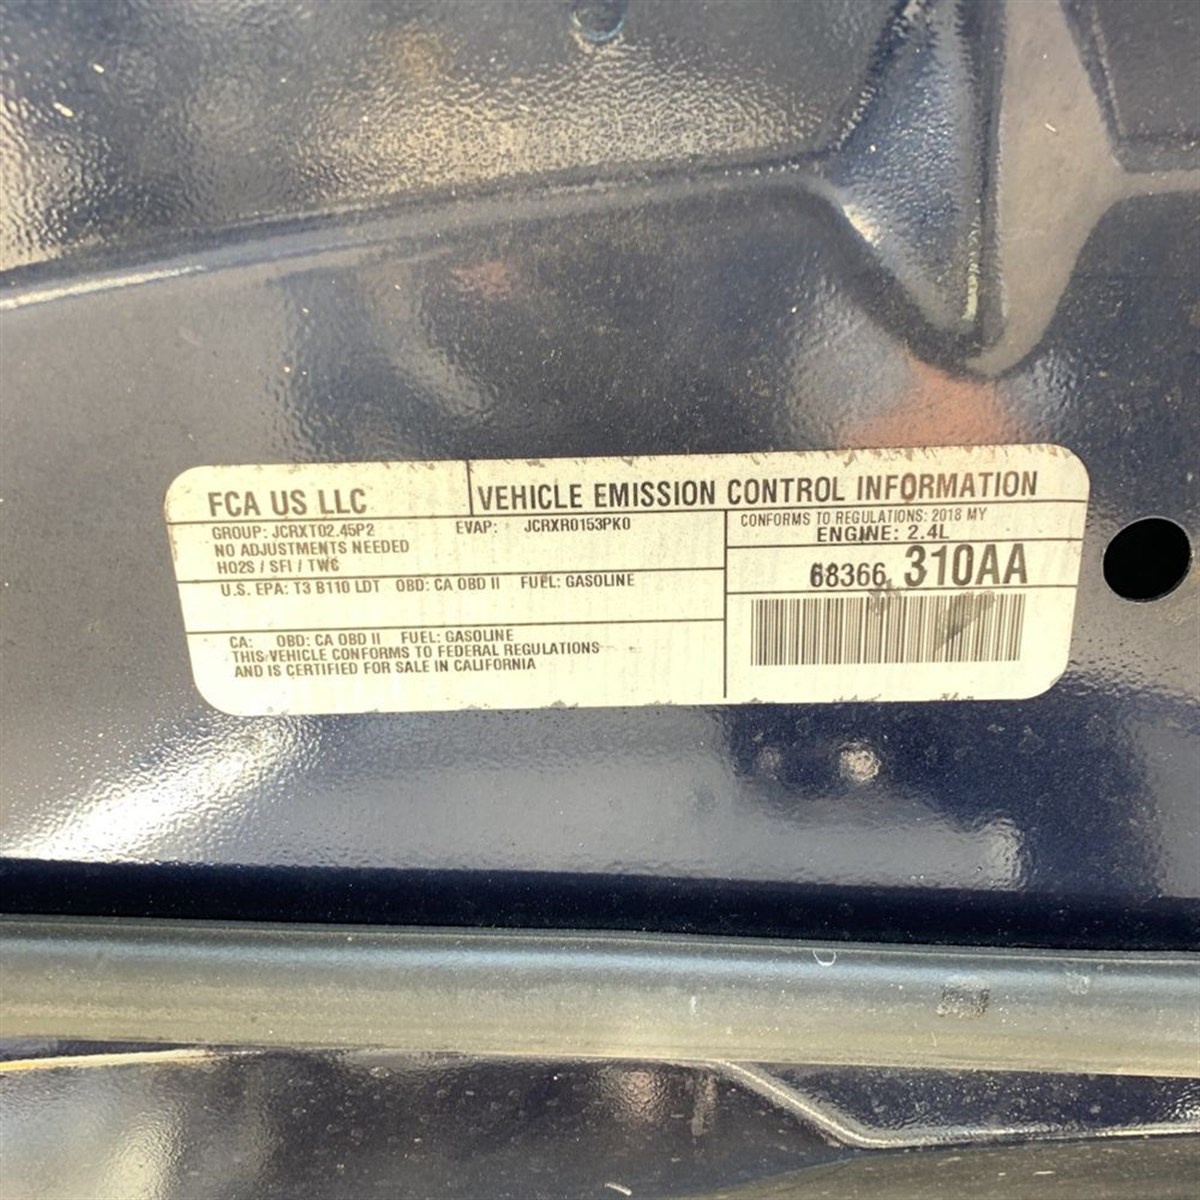 FCA US LLC
VEHICLE EMISSION CONTROL INFORMATION
GROUP: JCRXT02.45P2 EVAP: JCRXR0153PK0
NO ADJUSTMENTS NEEDED
HO2S / SFI / TWC
CONFORMS TO REGULATIONS: 2018 MY
ENGINE: 2.4L
68366 310AA
U.S. EPA: T3 B110 LDT OBD: CA OBD II FUEL: GASOLINE
CA: OBD: CA OBD II FUEL: GASOLINE
THIS VEHICLE CONFORMS TO FEDERAL REGULATIONS
AND IS CERTIFIED FOR SALE IN CALIFORNIA